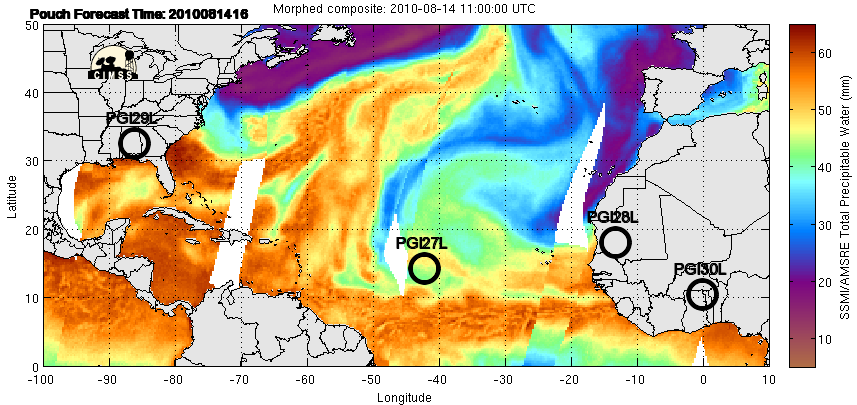 Pouch Forecast Time: 2010081416
Morphed composite: 2010-08-14 11:00:00 UTC
CIMSS
PGI29L
PGI28L
PGI27L
PGI30L
50
40
30
20
10
0
Latitude
-100 -90 -80 -70 -60 -50 -40 -30 -20 -10 0 10
Longitude
60
50
40
30
20
10
SSMI/AMSRE Total Precipitable Water (mm)